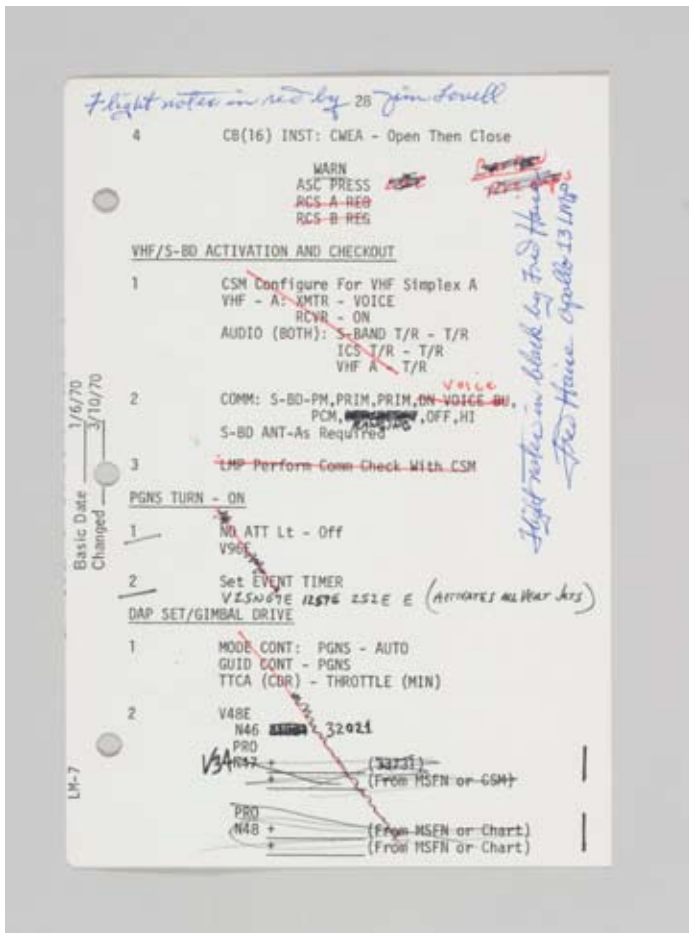 Flight notes in red by 28 Jim Lovell
4 CB(16) INST: CWEA - Open Then Close
WARN
ASC PRESS
RCS A REG
RCS B REG
VHF/S-BD ACTIVATION AND CHECKOUT
1 CSM Configure For VHF Simplex A
VHF - A: XMTR - VOICE
RCVR - ON
AUDIO (BOTH): S-BAND T/R - T/R
ICS T/R - T/R
VHF A - T/R
voice
2 COMM: S-BD-PM,PRIM,PRIM,DN VOICE BU,
PCM, RANGING,OFF,HI
S-BD ANT-As Required
3 LMP Perform Comm Check With CSM
PGNS TURN - ON
1 NO ATT Lt - Off
V96E
2 Set EVENT TIMER
V25N07E 1257E 252E E (ACTIVATES ALL VERT JETS)
DAP SET/GIMBAL DRIVE
1 MODE CONT: PGNS - AUTO
GUID CONT - PGNS
TTCA (CDR) - THROTTLE (MIN)
2 V48E
N46 32021
PRO
V34 N47 + (33731)
+ (From MSFN or CSM)
PRO
N48 + (From MSFN or Chart)
+ (From MSFN or Chart)
Basic Date 1/6/70
Changed 3/10/70
LM-7
Flight notes in black by Fred Haise
Fred Haise Apollo 13 LMP